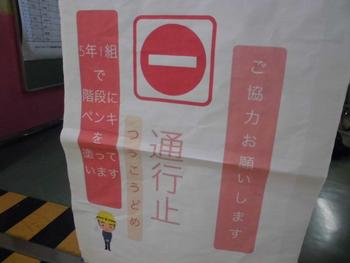 ご協力お願いします
通行止
つうこうどめ
5年1組
で
階段に
ペンキ
を
塗って
います